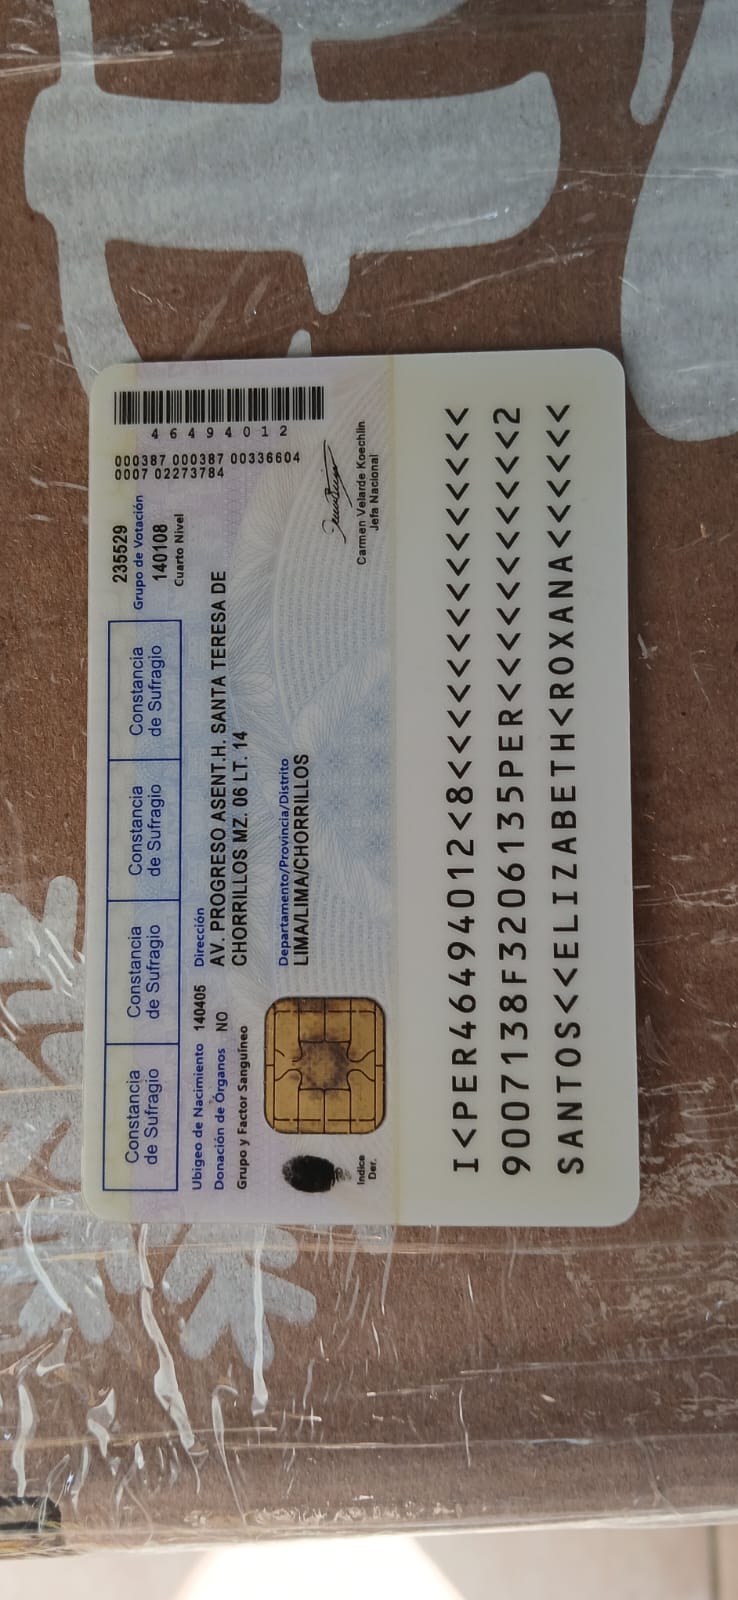 Constancia
de Sufragio
Constancia
de Sufragio
Constancia
de Sufragio
Constancia
de Sufragio
235529
Grupo de Votación
140108
Cuarto Nivel
46494012
000387 000387 00336604
0007 02273784
Ubigeo de Nacimiento 140405
Donación de Órganos NO
Grupo y Factor Sanguíneo
Dirección
AV. PROGRESO ASENT.H. SANTA TERESA DE
CHORRILLOS MZ. 06 LT. 14
Departamento/Provincia/Distrito
LIMA/LIMA/CHORRILLOS
Carmen Velarde Koechlin
Jefa Nacional
Indice
Der.
I<PER46494012<8<<<<<<<<<<<<<<<
9007138F3206135PER<<<<<<<<<<<2
SANTOS<<ELIZABETH<ROXANA<<<<<<